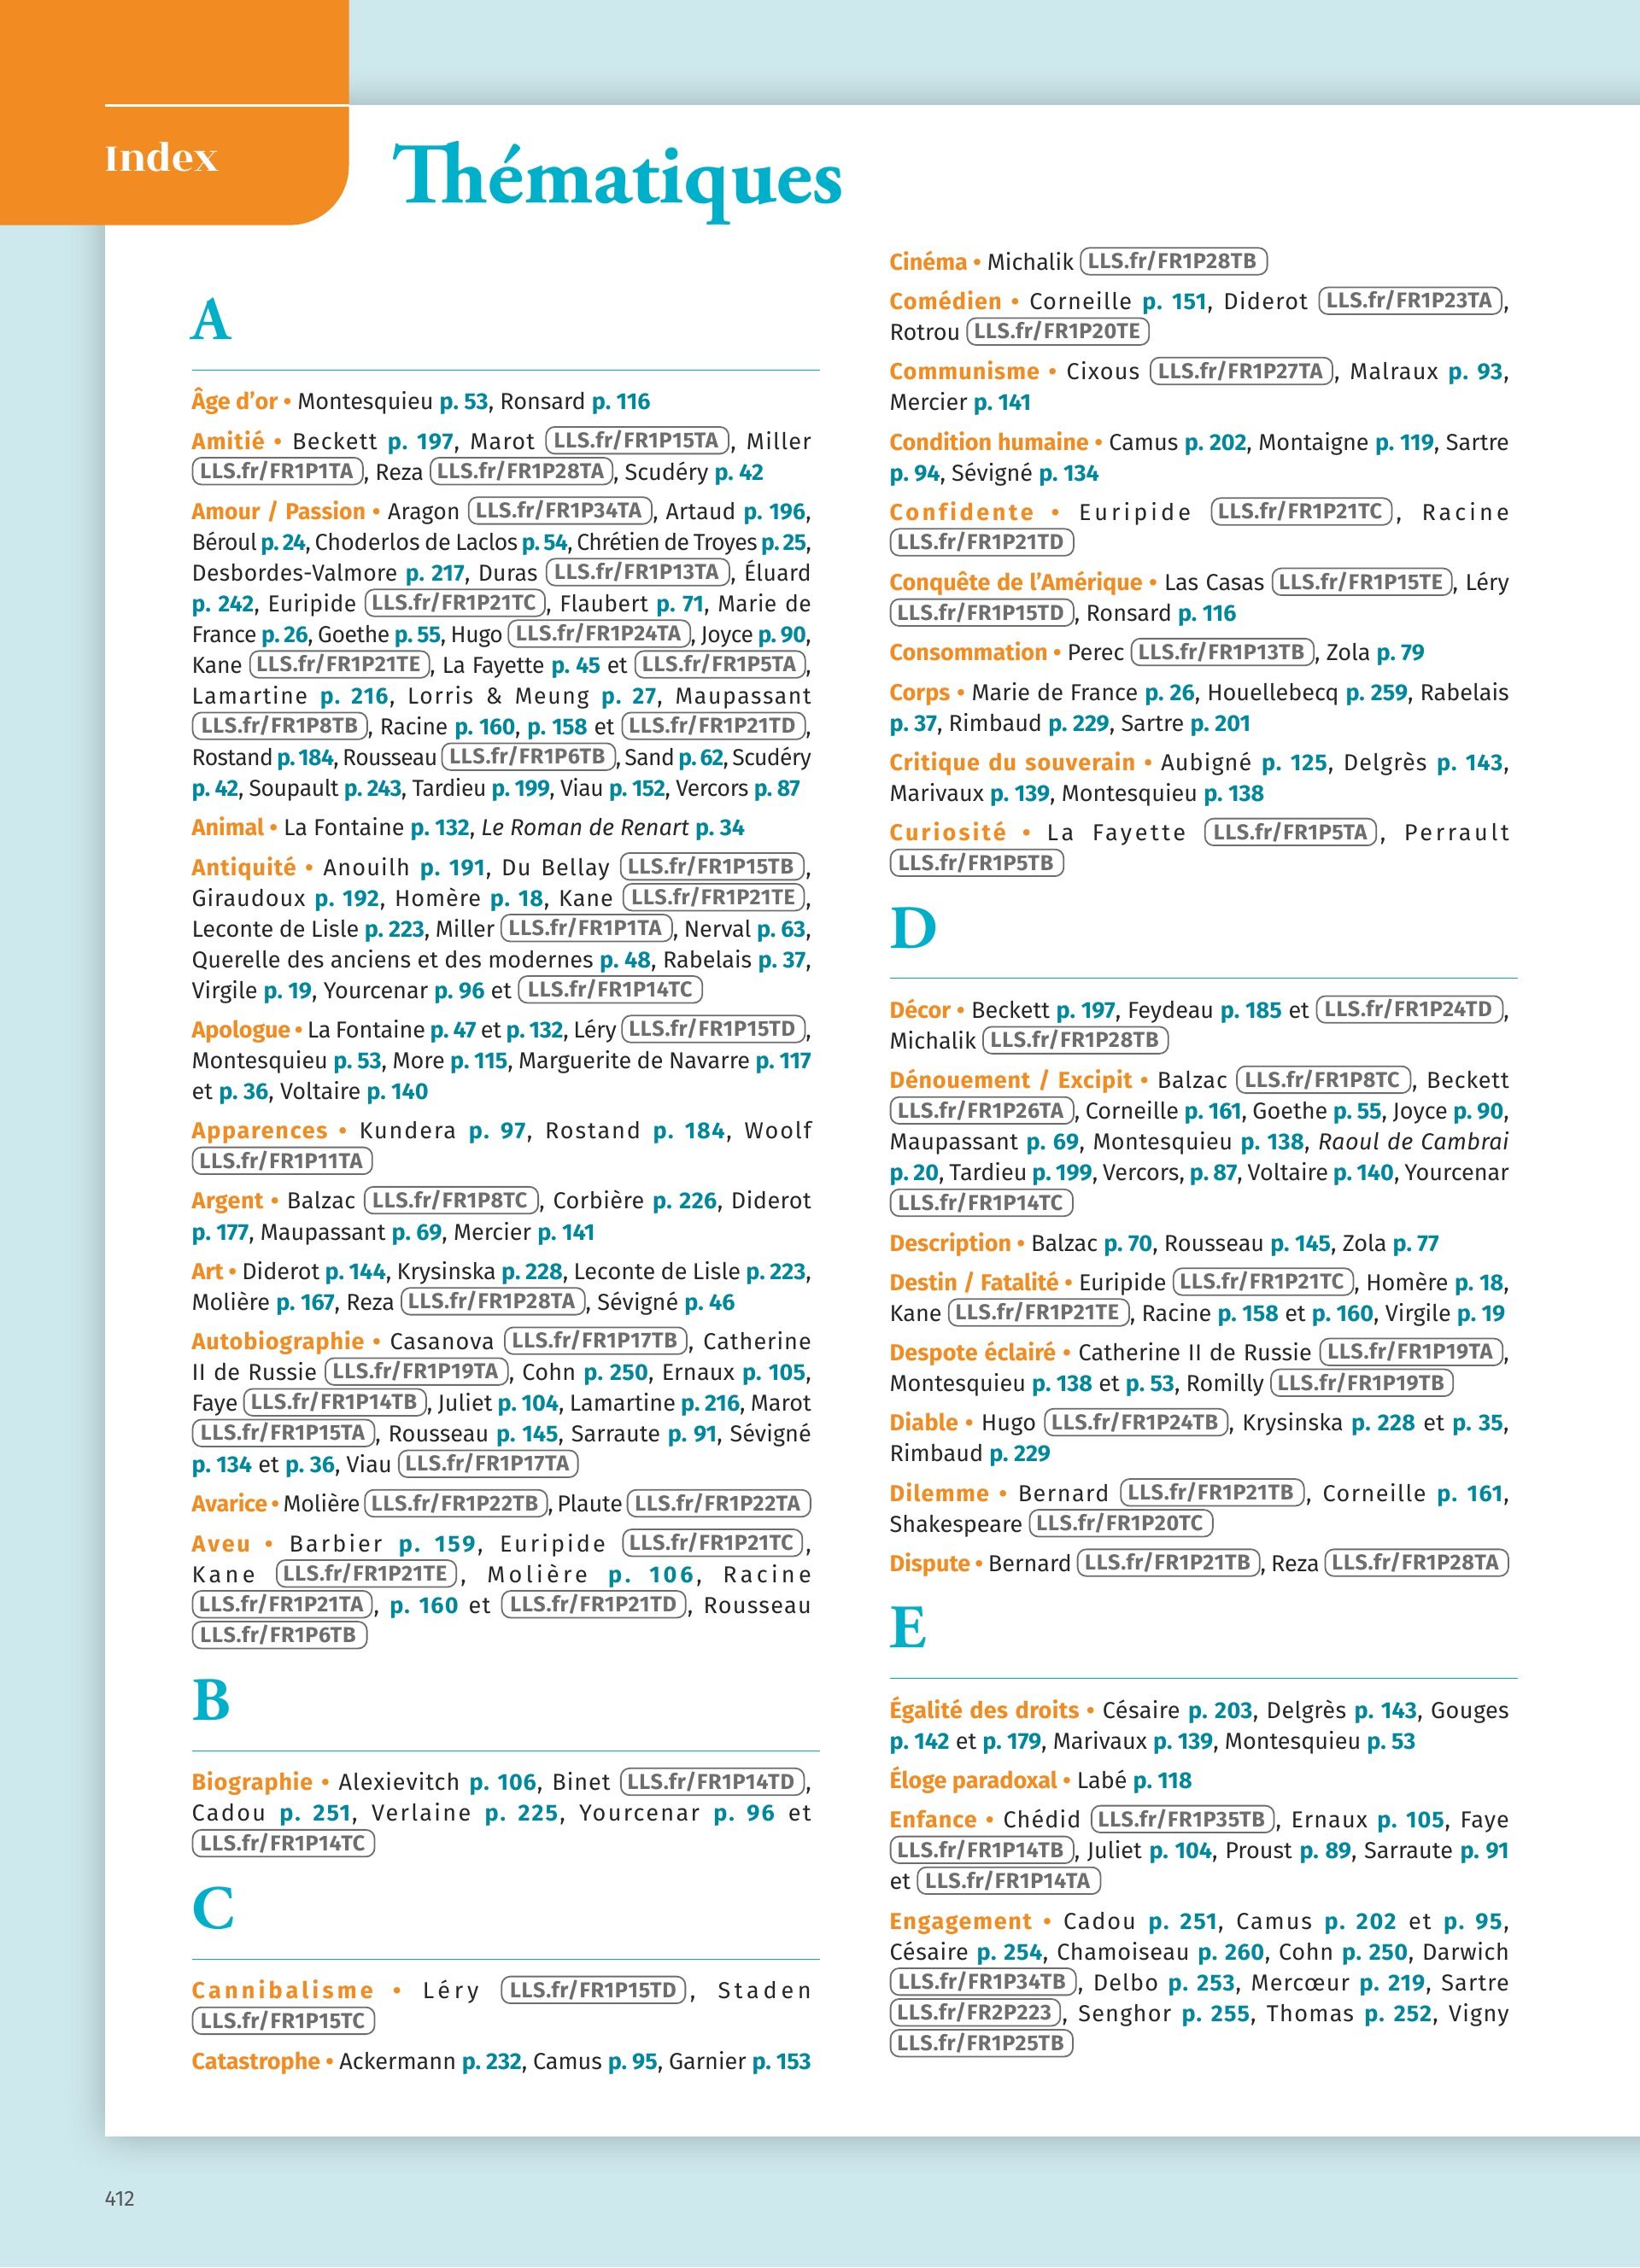 Index
Thématiques
A
Âge d’or • Montesquieu p. 53, Ronsard p. 116
Amitié • Beckett p. 197, Marot LLS.fr/FR1P15TA, Miller
LLS.fr/FR1P1TA, Reza LLS.fr/FR1P28TA, Scudéry p. 42
Amour / Passion • Aragon LLS.fr/FR1P34TA, Artaud p. 196,
Béroul p. 24, Choderlos de Laclos p. 54, Chrétien de Troyes p. 25,
Desbordes-Valmore p. 217, Duras LLS.fr/FR1P13TA, Éluard
p. 242, Euripide LLS.fr/FR1P21TC, Flaubert p. 71, Marie de
France p. 26, Goethe p. 55, Hugo LLS.fr/FR1P24TA, Joyce p. 90,
Kane LLS.fr/FR1P21TE, La Fayette p. 45 et LLS.fr/FR1P5TA,
Lamartine p. 216, Lorris & Meung p. 27, Maupassant
LLS.fr/FR1P8TB, Racine p. 160, p. 158 et LLS.fr/FR1P21TD,
Rostand p. 184, Rousseau LLS.fr/FR1P6TB, Sand p. 62, Scudéry
p. 42, Soupault p. 243, Tardieu p. 199, Viau p. 152, Vercors p. 87
Animal • La Fontaine p. 132, Le Roman de Renart p. 34
Antiquité • Anouilh p. 191, Du Bellay LLS.fr/FR1P15TB,
Giraudoux p. 192, Homère p. 18, Kane LLS.fr/FR1P21TE,
Leconte de Lisle p. 223, Miller LLS.fr/FR1P1TA, Nerval p. 63,
Querelle des anciens et des modernes p. 48, Rabelais p. 37,
Virgile p. 19, Yourcenar p. 96 et LLS.fr/FR1P14TC
Apologue • La Fontaine p. 47 et p. 132, Léry LLS.fr/FR1P15TD,
Montesquieu p. 53, More p. 115, Marguerite de Navarre p. 117
et p. 36, Voltaire p. 140
Apparences • Kundera p. 97, Rostand p. 184, Woolf
LLS.fr/FR1P11TA
Argent • Balzac LLS.fr/FR1P8TC, Corbière p. 226, Diderot
p. 177, Maupassant p. 69, Mercier p. 141
Art • Diderot p. 144, Krysinska p. 228, Leconte de Lisle p. 223,
Molière p. 167, Reza LLS.fr/FR1P28TA, Sévigné p. 46
Autobiographie • Casanova LLS.fr/FR1P17TB, Catherine
II de Russie LLS.fr/FR1P19TA, Cohn p. 250, Ernaux p. 105,
Faye LLS.fr/FR1P14TB, Juliet p. 104, Lamartine p. 216, Marot
LLS.fr/FR1P15TA, Rousseau p. 145, Sarraute p. 91, Sévigné
p. 134 et p. 36, Viau LLS.fr/FR1P17TA
Avarice • Molière LLS.fr/FR1P22TB, Plaute LLS.fr/FR1P22TA
Aveu • Barbier p. 159, Euripide LLS.fr/FR1P21TC,
Kane LLS.fr/FR1P21TE, Molière p. 106, Racine
LLS.fr/FR1P21TA, p. 160 et LLS.fr/FR1P21TD, Rousseau
LLS.fr/FR1P6TB
B
Biographie • Alexievitch p. 106, Binet LLS.fr/FR1P14TD,
Cadou p. 251, Verlaine p. 225, Yourcenar p. 96 et
LLS.fr/FR1P14TC
C
Cannibalisme • Léry LLS.fr/FR1P15TD, Staden
LLS.fr/FR1P15TC
Catastrophe • Ackermann p. 232, Camus p. 95, Garnier p. 153
Cinéma • Michalik LLS.fr/FR1P28TB
Comédien • Corneille p. 151, Diderot LLS.fr/FR1P23TA,
Rotrou LLS.fr/FR1P20TE
Communisme • Cixous LLS.fr/FR1P27TA, Malraux p. 93,
Mercier p. 141
Condition humaine • Camus p. 202, Montaigne p. 119, Sartre
p. 94, Sévigné p. 134
Confidente • Euripide LLS.fr/FR1P21TC, Racine
LLS.fr/FR1P21TD
Conquête de l’Amérique • Las Casas LLS.fr/FR1P15TE, Léry
LLS.fr/FR1P15TD, Ronsard p. 116
Consommation • Perec LLS.fr/FR1P13TB, Zola p. 79
Corps • Marie de France p. 26, Houellebecq p. 259, Rabelais
p. 37, Rimbaud p. 229, Sartre p. 201
Critique du souverain • Aubigné p. 125, Delgrès p. 143,
Marivaux p. 139, Montesquieu p. 138
Curiosité • La Fayette LLS.fr/FR1P5TA, Perrault
LLS.fr/FR1P5TB
D
Décor • Beckett p. 197, Feydeau p. 185 et LLS.fr/FR1P24TD,
Michalik LLS.fr/FR1P28TB
Dénouement / Excipit • Balzac LLS.fr/FR1P8TC, Beckett
LLS.fr/FR1P26TA, Corneille p. 161, Goethe p. 55, Joyce p. 90,
Maupassant p. 69, Montesquieu p. 138, Raoul de Cambrai
p. 20, Tardieu p. 199, Vercors, p. 87, Voltaire p. 140, Yourcenar
LLS.fr/FR1P14TC
Description • Balzac p. 70, Rousseau p. 145, Zola p. 77
Destin / Fatalité • Euripide LLS.fr/FR1P21TC, Homère p. 18,
Kane LLS.fr/FR1P21TE, Racine p. 158 et p. 160, Virgile p. 19
Despote éclairé • Catherine II de Russie LLS.fr/FR1P19TA,
Montesquieu p. 138 et p. 53, Romilly LLS.fr/FR1P19TB
Diable • Hugo LLS.fr/FR1P24TB, Krysinska p. 228 et p. 35,
Rimbaud p. 229
Dilemme • Bernard LLS.fr/FR1P21TB, Corneille p. 161,
Shakespeare LLS.fr/FR1P20TC
Dispute • Bernard LLS.fr/FR1P21TB, Reza LLS.fr/FR1P28TA
E
Égalité des droits • Césaire p. 203, Delgrès p. 143, Gouges
p. 142 et p. 179, Marivaux p. 139, Montesquieu p. 53
Éloge paradoxal • Labé p. 118
Enfance • Chédid LLS.fr/FR1P35TB, Ernaux p. 105, Faye
LLS.fr/FR1P14TB, Juliet p. 104, Proust p. 89, Sarraute p. 91
et LLS.fr/FR1P14TA
Engagement • Cadou p. 251, Camus p. 202 et p. 95,
Césaire p. 254, Chamoiseau p. 260, Cohn p. 250, Darwich
LLS.fr/FR1P34TB, Delbo p. 253, Mercœur p. 219, Sartre
LLS.fr/FR2P223, Senghor p. 255, Thomas p. 252, Vigny
LLS.fr/FR1P25TB
412